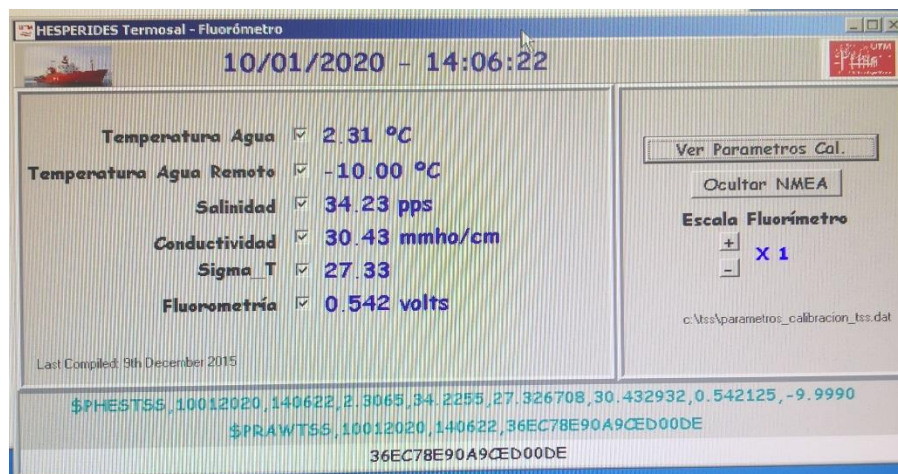 HESPERIDES Termosal - Fluorómetro
10/01/2020 - 14:06:22
UTM
Temperatura Agua 2.31 ºC
Temperatura Agua Remoto -10.00 ºC
Salinidad 34.23 pps
Conductividad 30.43 mmho/cm
Sigma_T 27.33
Fluorometría 0.542 volts
Last Compiled: 9th December 2015
Ver Parametros Cal.
Ocultar NMEA
Escala Fluorímetro
+
X 1
-
c:\tss\parametros_calibracion_tss.dat
$PHESTSS,10012020,140622,2.3065,34.2255,27.326708,30.432932,0.542125,-9.9990
$PRAWTSS,10012020,140622,36EC78E90A9CED00DE
36EC78E90A9CED00DE